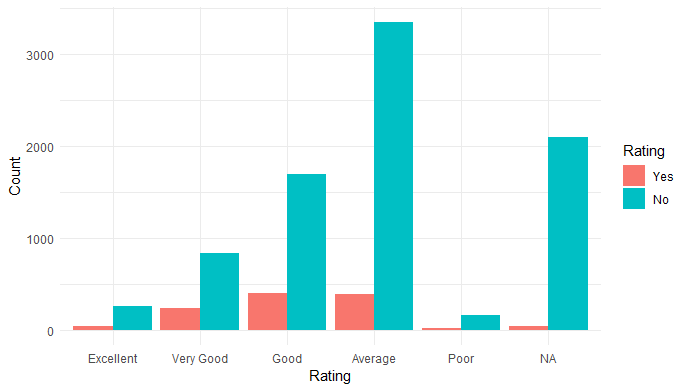 3000
2000
1000
0
Count
Excellent Very Good Good Average Poor NA
Rating
Rating
Yes
No